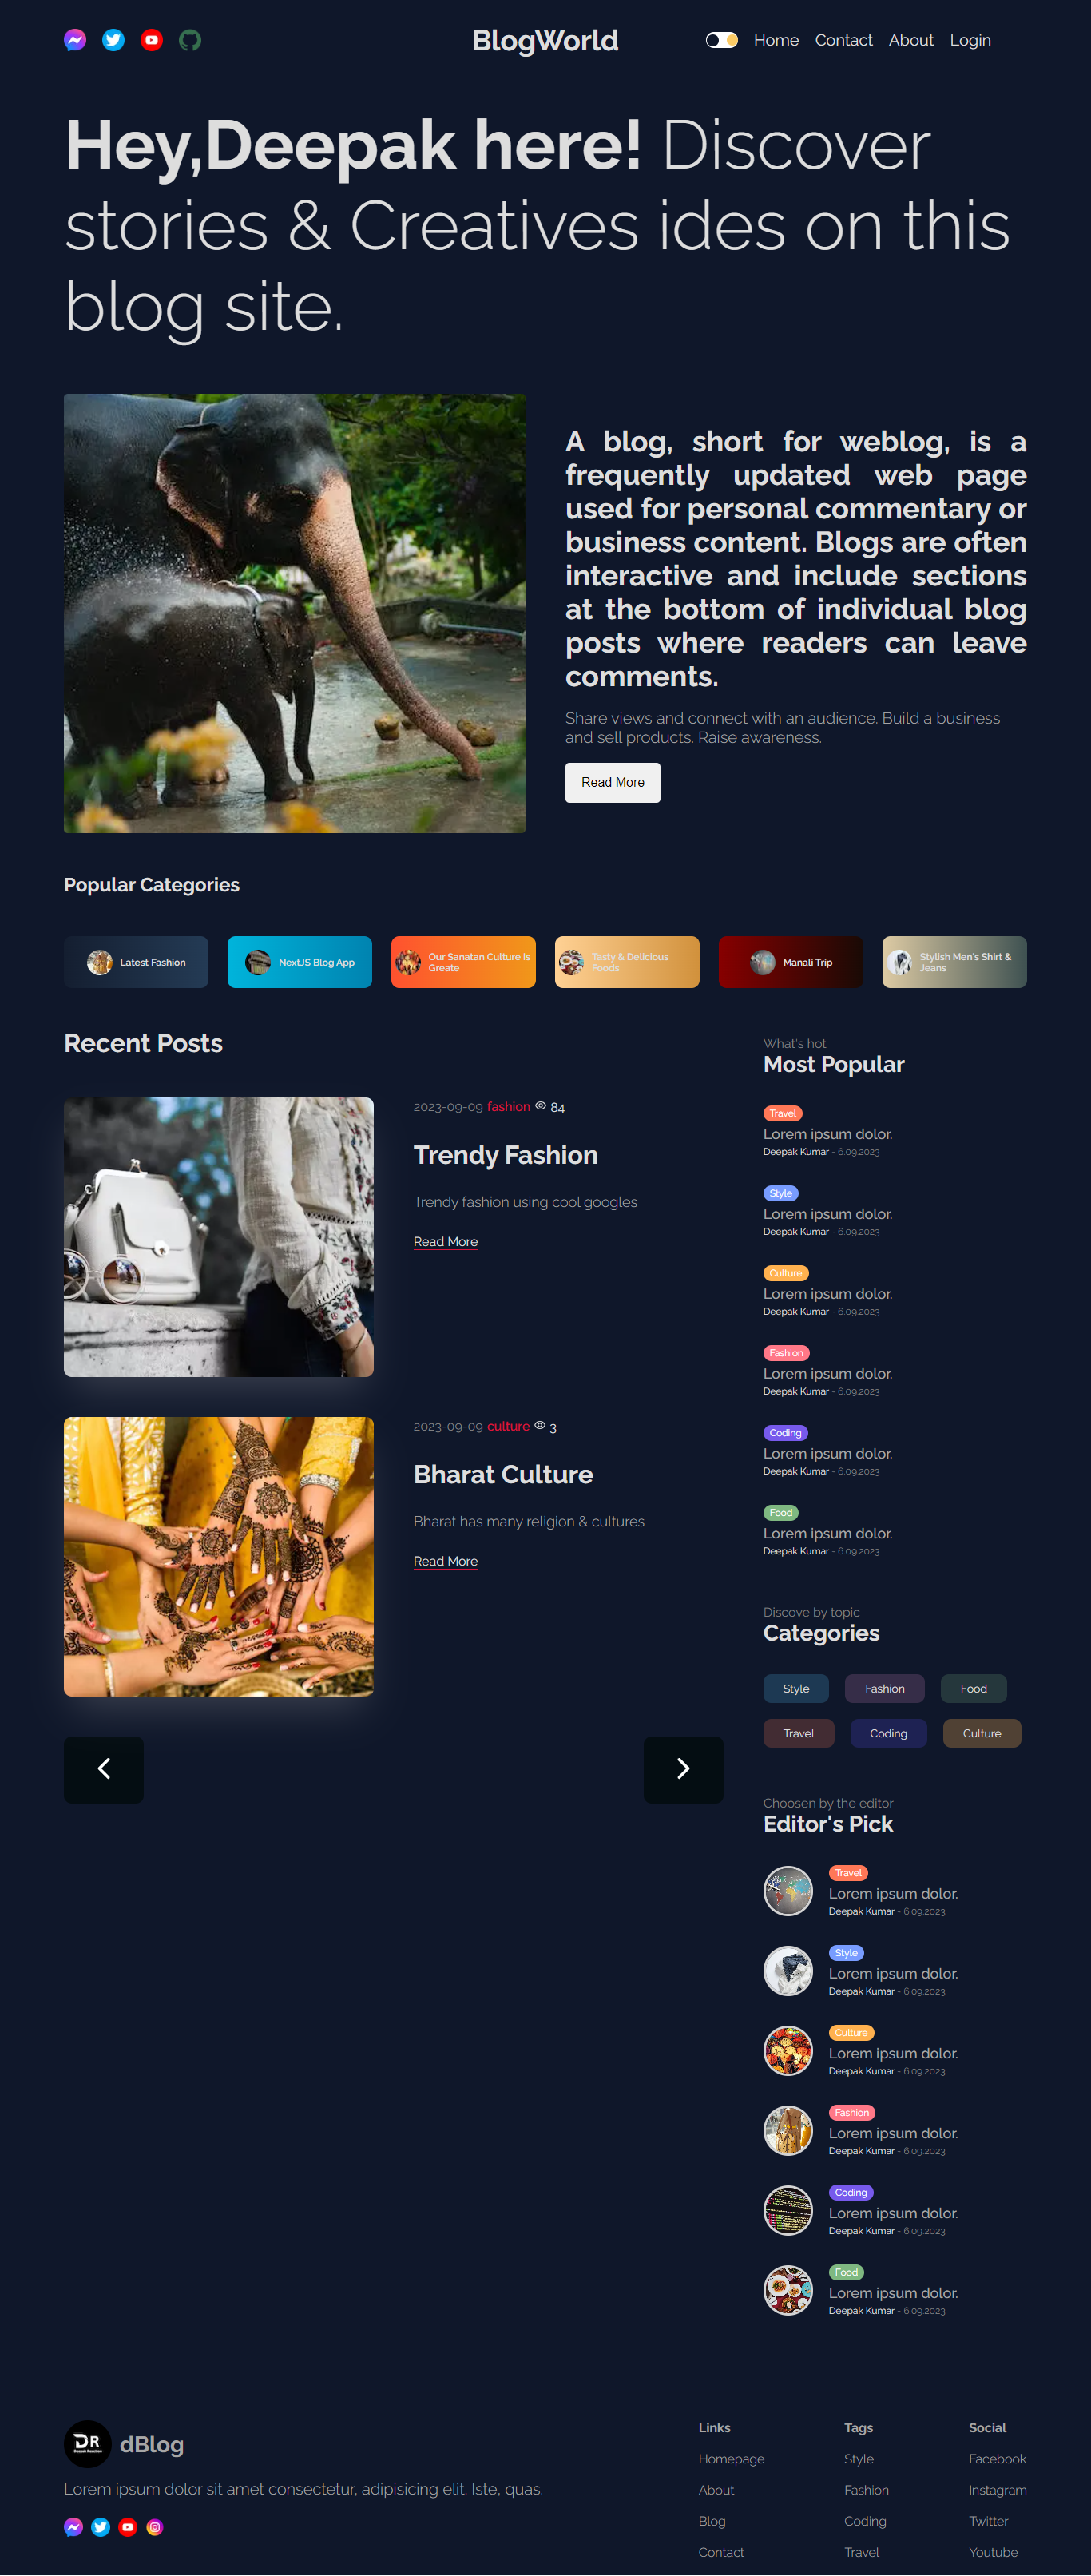 BlogWorld
Home Contact About Login
Hey,Deepak here! Discover
stories & Creatives ides on this
blog site.
A blog, short for weblog, is a
frequently updated web page
used for personal commentary or
business content. Blogs are often
interactive and include sections
at the bottom of individual blog
posts where readers can leave
comments.
Share views and connect with an audience. Build a business
and sell products. Raise awareness.
Read More
Popular Categories
Latest Fashion
NextJS Blog App
Our Sanatan Culture Is
Greate
Tasty & Delicious
Foods
Manali Trip
Stylish Men's Shirt &
Jeans
Recent Posts
2023-09-09 fashion 84
Trendy Fashion
Trendy fashion using cool googles
Read More
2023-09-09 culture 3
Bharat Culture
Bharat has many religion & cultures
Read More
What's hot
Most Popular
Travel
Lorem ipsum dolor.
Deepak Kumar - 6.09.2023
Style
Lorem ipsum dolor.
Deepak Kumar - 6.09.2023
Culture
Lorem ipsum dolor.
Deepak Kumar - 6.09.2023
Fashion
Lorem ipsum dolor.
Deepak Kumar - 6.09.2023
Coding
Lorem ipsum dolor.
Deepak Kumar - 6.09.2023
Food
Lorem ipsum dolor.
Deepak Kumar - 6.09.2023
Discove by topic
Categories
Style Fashion Food
Travel Coding Culture
Choosen by the editor
Editor's Pick
Travel
Lorem ipsum dolor.
Deepak Kumar - 6.09.2023
Style
Lorem ipsum dolor.
Deepak Kumar - 6.09.2023
Culture
Lorem ipsum dolor.
Deepak Kumar - 6.09.2023
Fashion
Lorem ipsum dolor.
Deepak Kumar - 6.09.2023
Coding
Lorem ipsum dolor.
Deepak Kumar - 6.09.2023
Food
Lorem ipsum dolor.
Deepak Kumar - 6.09.2023
DR
dBlog
Lorem ipsum dolor sit amet consectetur, adipisicing elit. Iste, quas.
Links
Homepage
About
Blog
Contact
Tags
Style
Fashion
Coding
Travel
Social
Facebook
Instagram
Twitter
Youtube